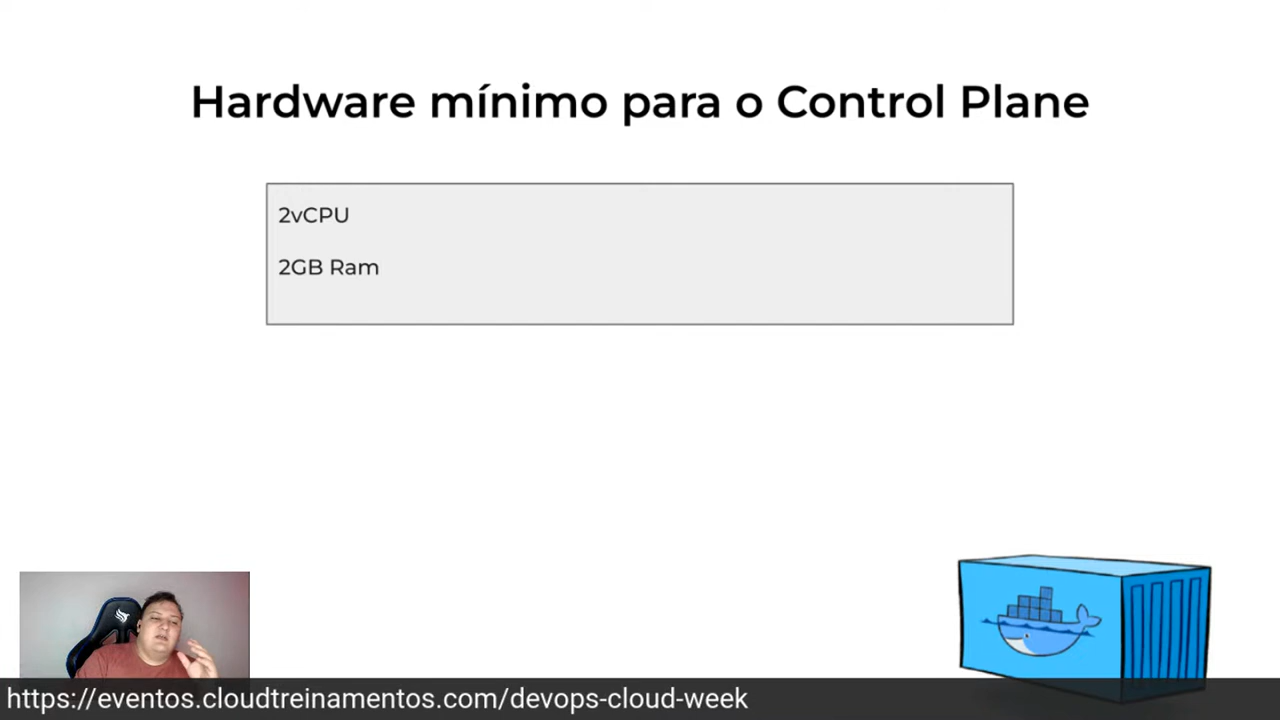 Hardware mínimo para o Control Plane
2vCPU
2GB Ram
https://eventos.cloudtreinamentos.com/devops-cloud-week